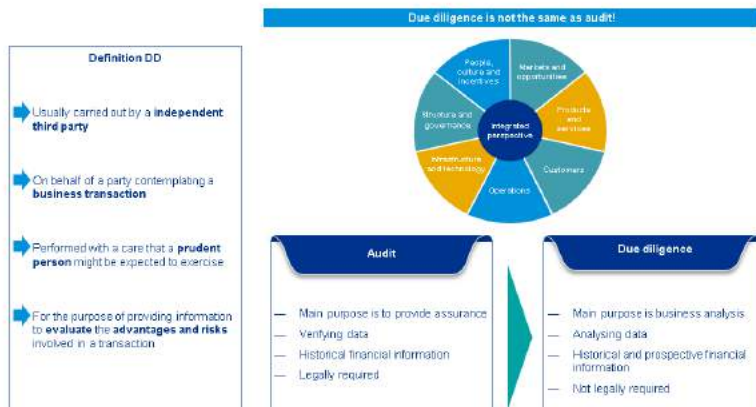 Due diligence is not the same as audit!
Definition DD
Usually carried out by a independent
third party
On behalf of a party contemplating a
business transaction
Performed with a care that a prudent
person might be expected to exercise
For the purpose of providing information
to evaluate the advantages and risks
involved in a transaction
People,
culture and
incentives
Markets and
opportunities
Structure and
governance
Integrated
perspective
Products
and
services
Infrastructure
and technology
Customers
Operations
Audit
— Main purpose is to provide assurance
— Verifying data
— Historical financial information
— Legally required
Due diligence
— Main purpose is business analysis
— Analysing data
— Historical and prospective financial
information
— Not legally required